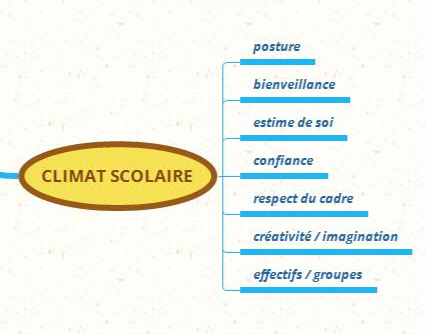 posture
bienveillance
estime de soi
confiance
CLIMAT SCOLAIRE
respect du cadre
créativité / imagination
effectifs / groupes